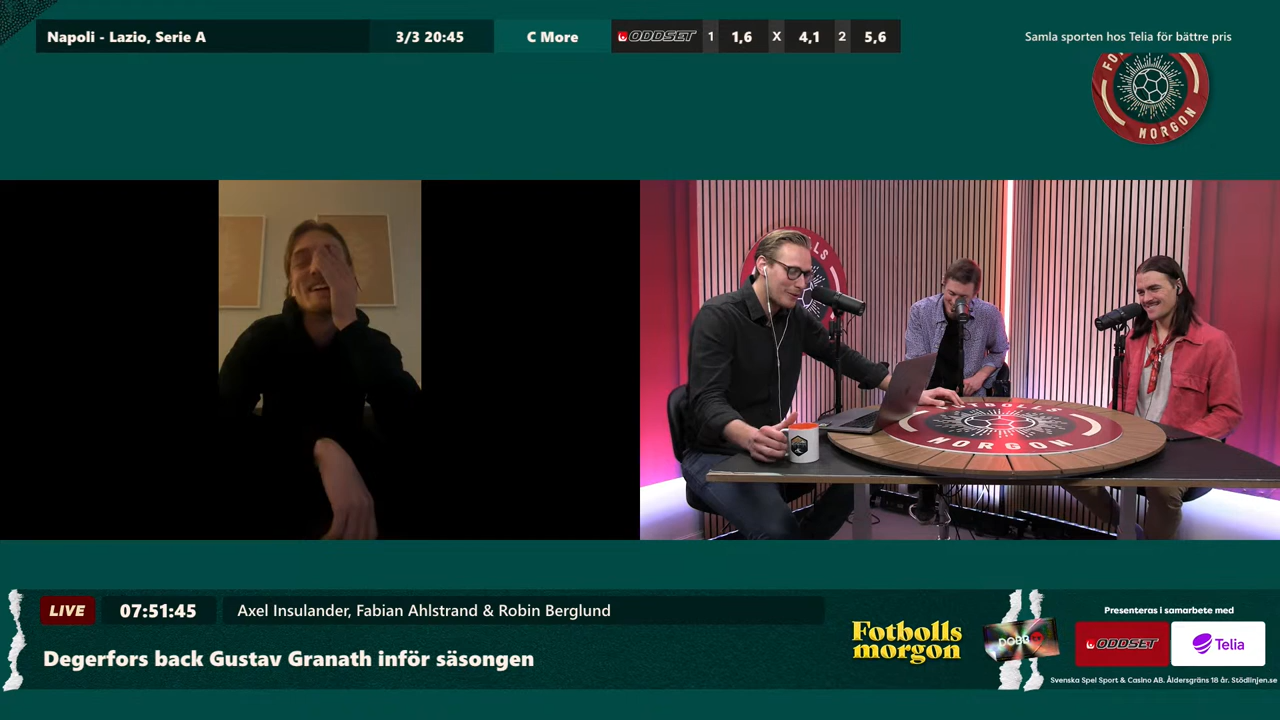 Napoli - Lazio, Serie A
3/3 20:45
C More
ODDSET 1 1,6 X 4,1 2 5,6
Samla sporten hos Telia för bättre pris
MORGON
FOTBOLLS
MORGON
LIVE
07:51:45
Axel Insulander, Fabian Ahlstrand & Robin Berglund
Degerfors back Gustav Granath inför säsongen
Fotbolls
morgon
Presenteras i samarbete med
ODDSET
Telia
Svenska Spel Sport & Casino AB. Åldersgräns 18 år. Stödlinjen.se